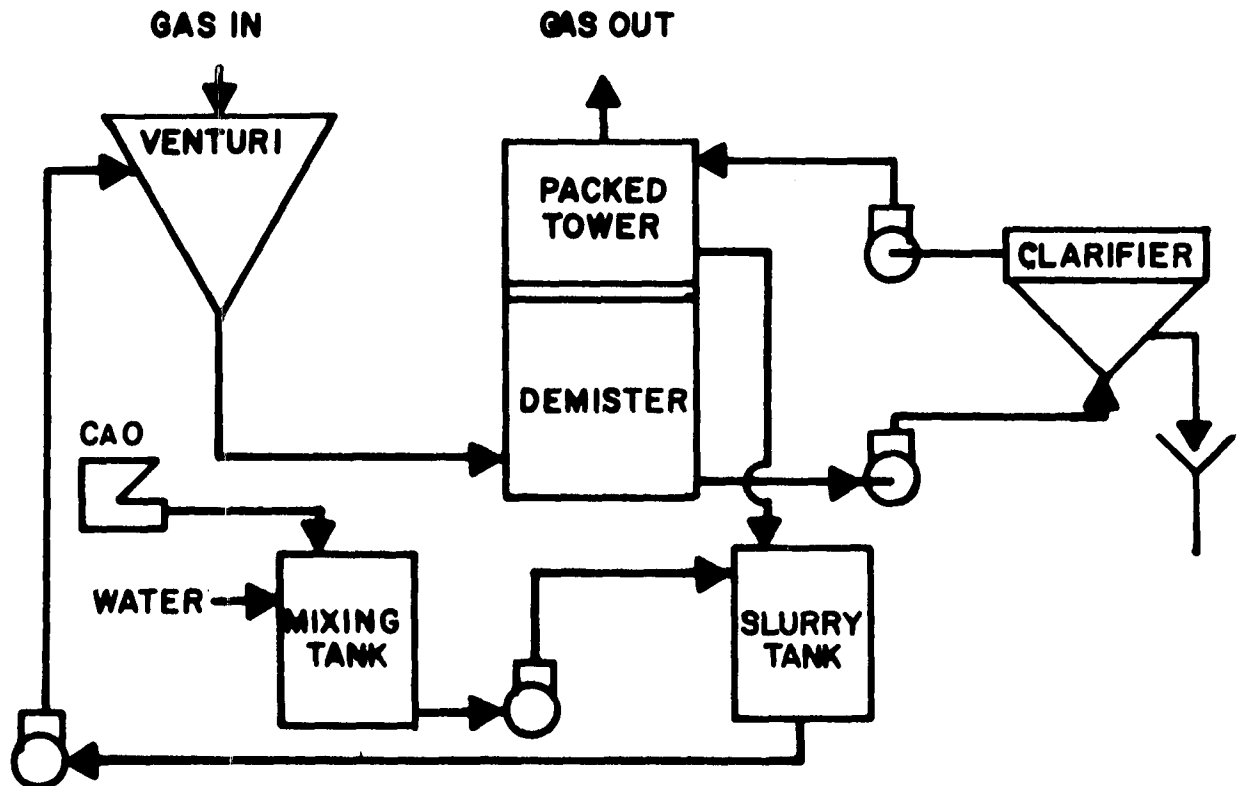 GAS IN
GAS OUT
VENTURI
PACKED
TOWER
CLARIFIER
DEMISTER
CAO
WATER
MIXING
TANK
SLURRY
TANK